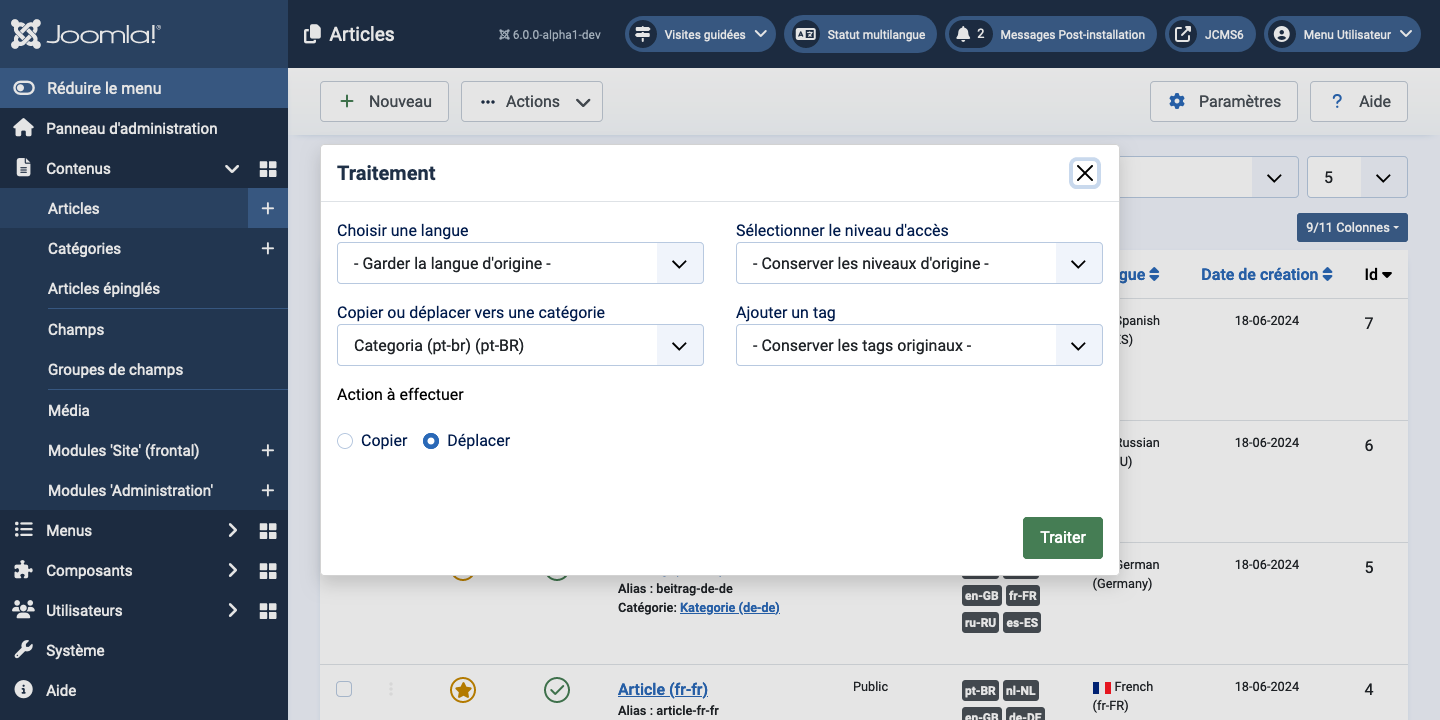 Joomla!
Articles
6.0.0-alpha1-dev
Visites guidées
Statut multilangue
2 Messages Post-installation
JCMS6
Menu Utilisateur
Réduire le menu
Panneau d'administration
Contenus
Articles
Catégories
Articles épinglés
Champs
Groupes de champs
Média
Modules 'Site' (frontal)
Modules 'Administration'
Menus
Composants
Utilisateurs
Système
Aide
Nouveau
Actions
Paramètres
? Aide
5
9/11 Colonnes
Traitement
Choisir une langue
- Garder la langue d'origine -
Sélectionner le niveau d'accès
- Conserver les niveaux d'origine -
Copier ou déplacer vers une catégorie
Categoria (pt-br) (pt-BR)
Ajouter un tag
- Conserver les tags originaux -
Action à effectuer
Copier
Déplacer
Traiter
Date de création
Id
18-06-2024
7
18-06-2024
6
Alias : beitrag-de-de
Catégorie: Kategorie (de-de)
en-GB fr-FR
ru-RU es-ES
German
(Germany)
18-06-2024
5
Article (fr-fr)
Alias : article-fr-fr
Public
pt-BR nl-NL
en-GB de-DE
French
(fr-FR)
18-06-2024
4